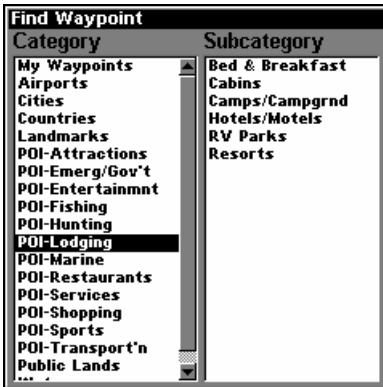 Find Waypoint
Category
Subcategory
My Waypoints
Airports
Cities
Countries
Landmarks
POI-Attractions
POI-Emerg/Gov't
POI-Entertainmnt
POI-Fishing
POI-Hunting
POI-Lodging
POI-Marine
POI-Restaurants
POI-Services
POI-Shopping
POI-Sports
POI-Transport'n
Public Lands
Bed & Breakfast
Cabins
Camps/Campgrnd
Hotels/Motels
RV Parks
Resorts